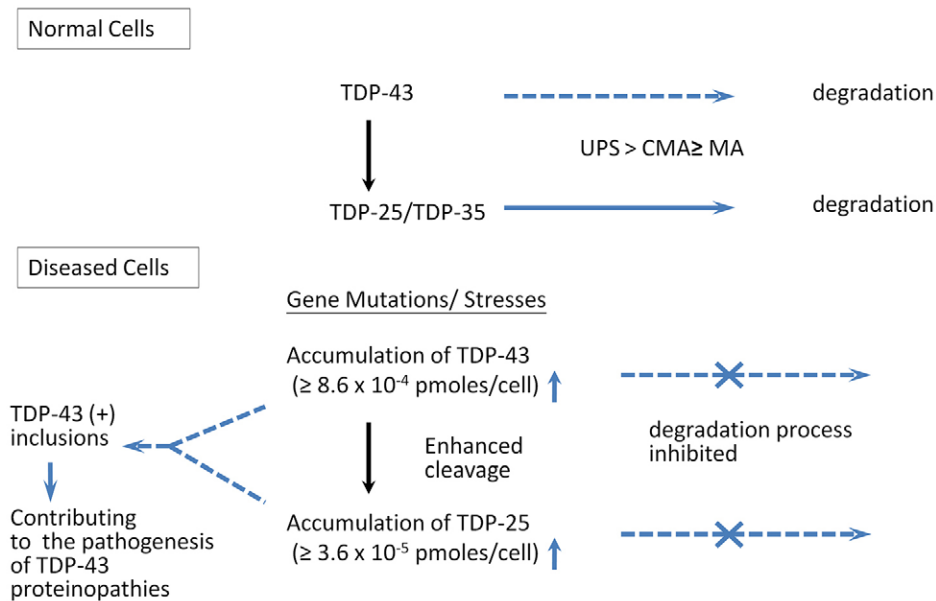 Normal Cells
TDP-43
degradation
UPS > CMA≥ MA
TDP-25/TDP-35
degradation
Diseased Cells
Gene Mutations/ Stresses
Accumulation of TDP-43
(≥ 8.6 x 10⁻⁴ pmoles/cell)
TDP-43 (+)
inclusions
Enhanced
cleavage
degradation process
inhibited
Contributing
to the pathogenesis
of TDP-43
proteinopathies
Accumulation of TDP-25
(≥ 3.6 x 10⁻⁵ pmoles/cell)